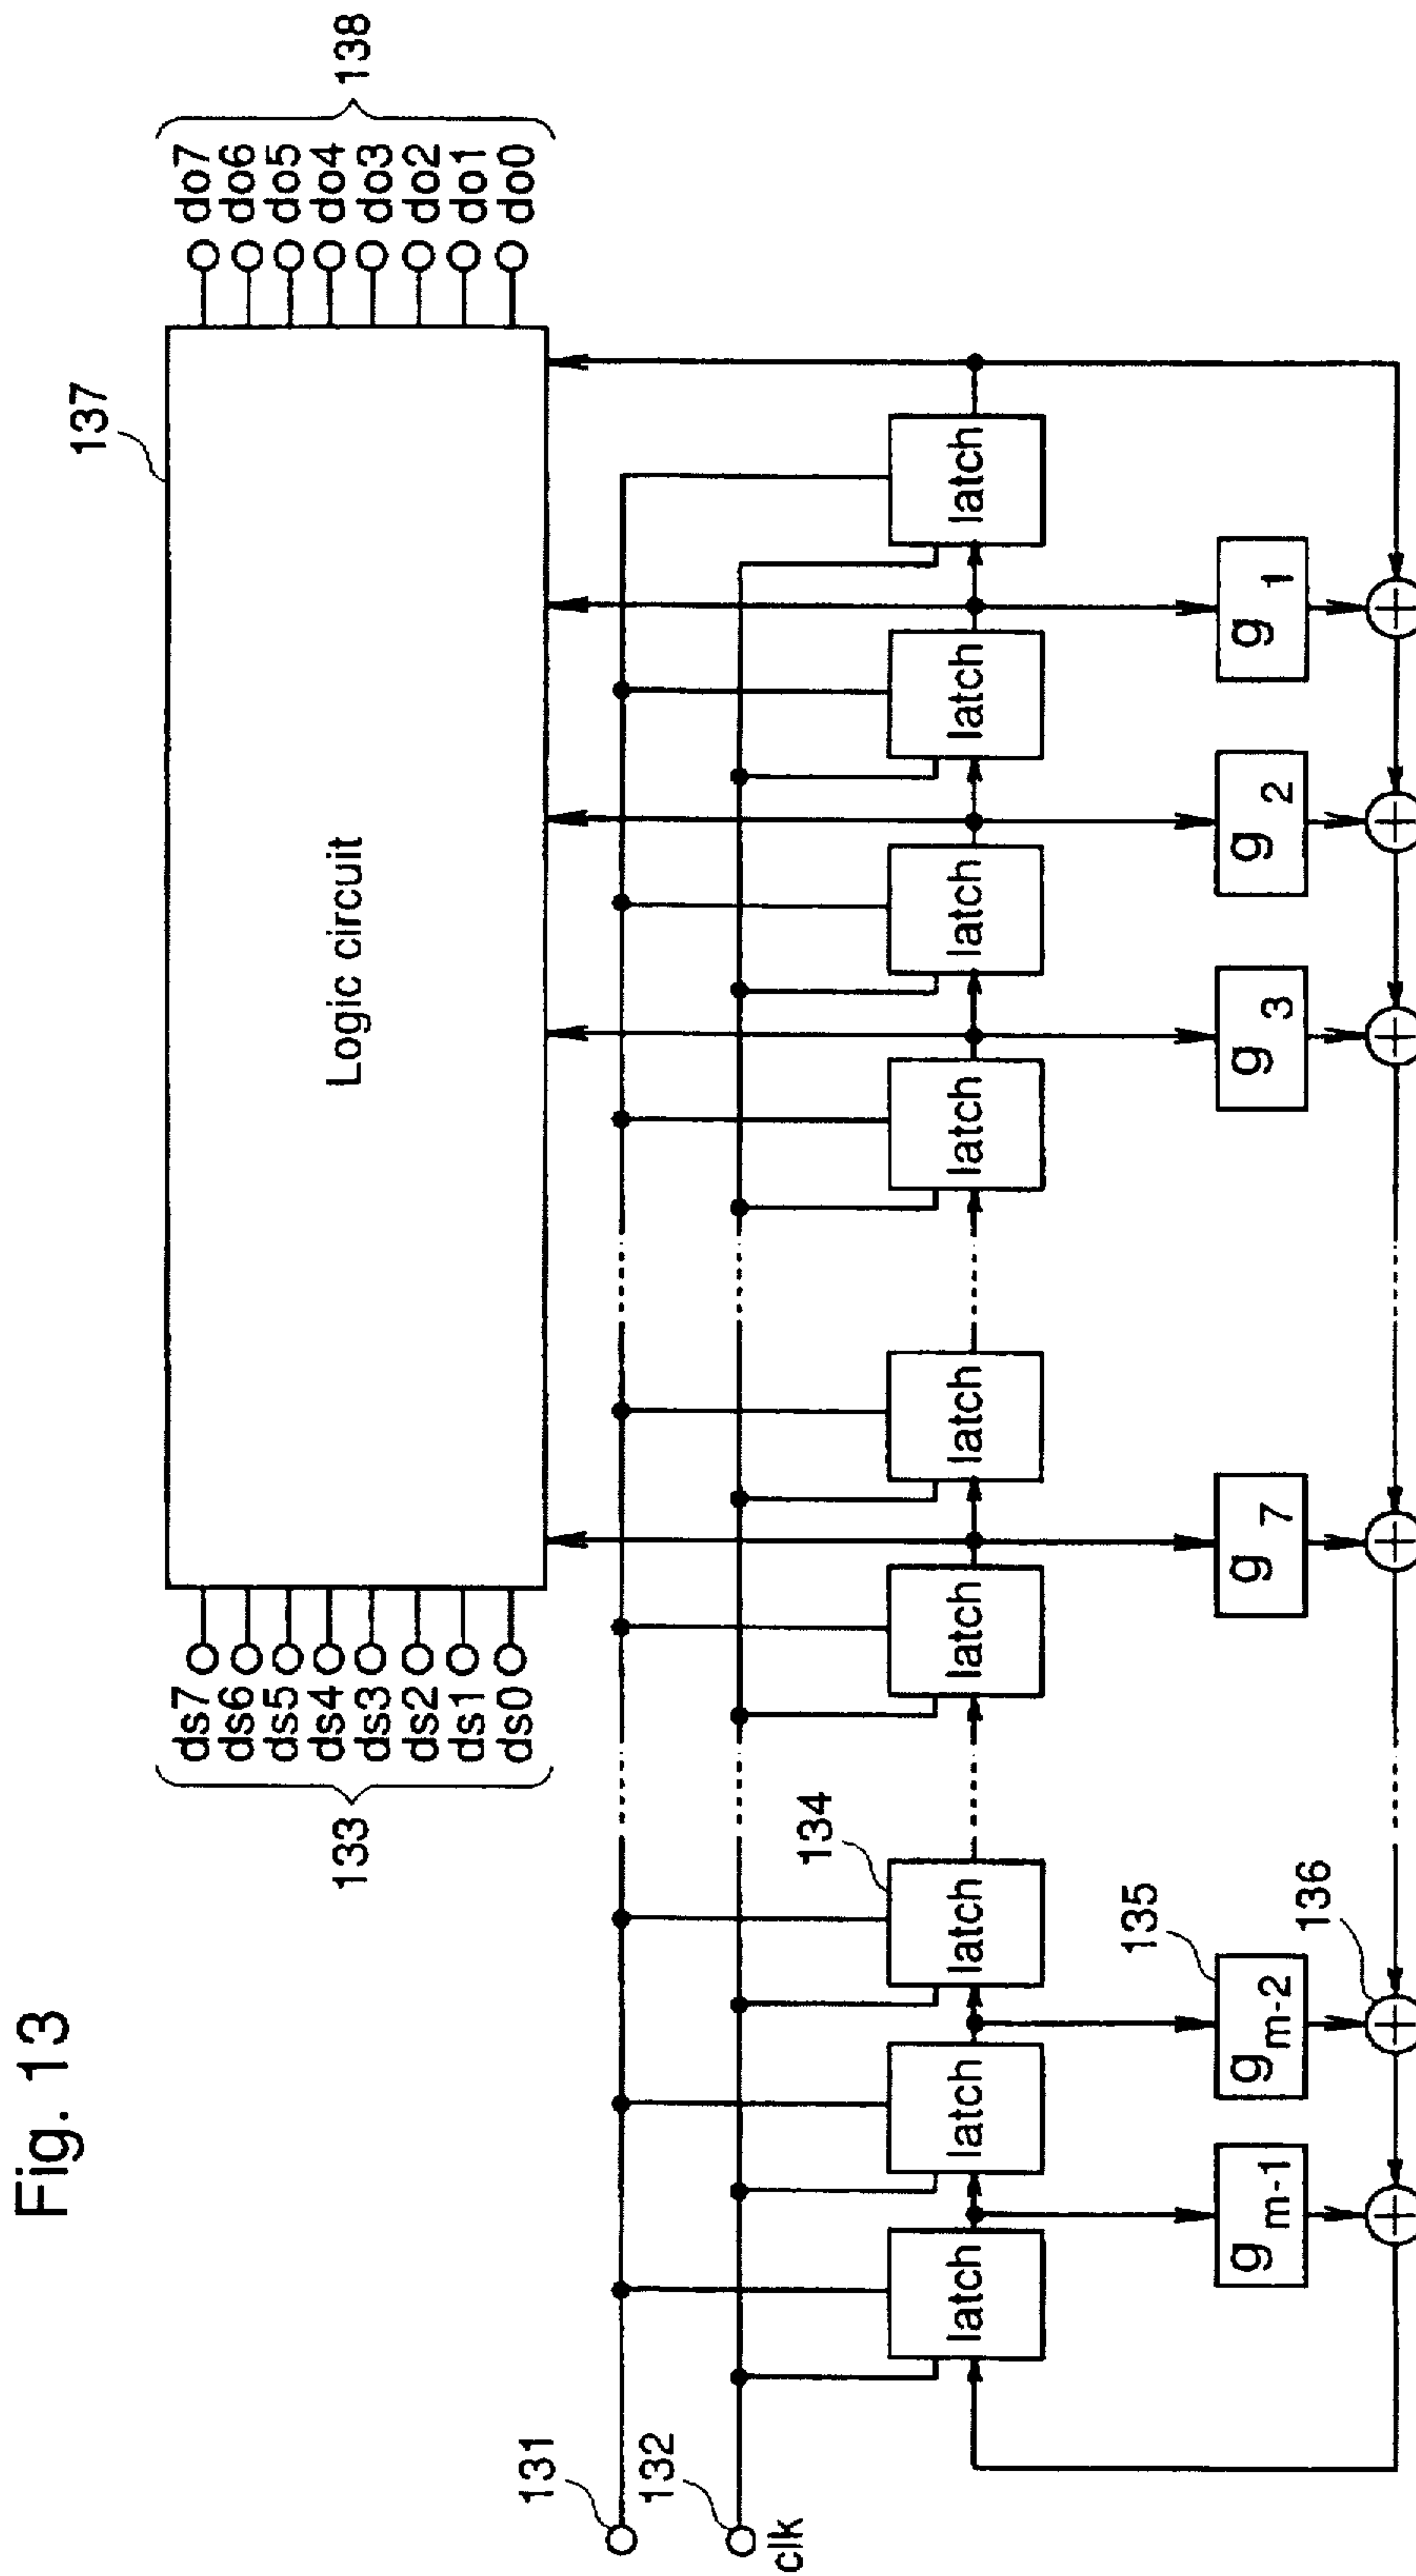 Fig. 13
137
Logic circuit
133
ds7
ds6
ds5
ds4
ds3
ds2
ds1
ds0
138
do7
do6
do5
do4
do3
do2
do1
do0
131
132
clk
134
latch
latch
latch
latch
latch
latch
latch
latch
latch
135
136
g m-1
g m-2
g 7
g 3
g 2
g 1